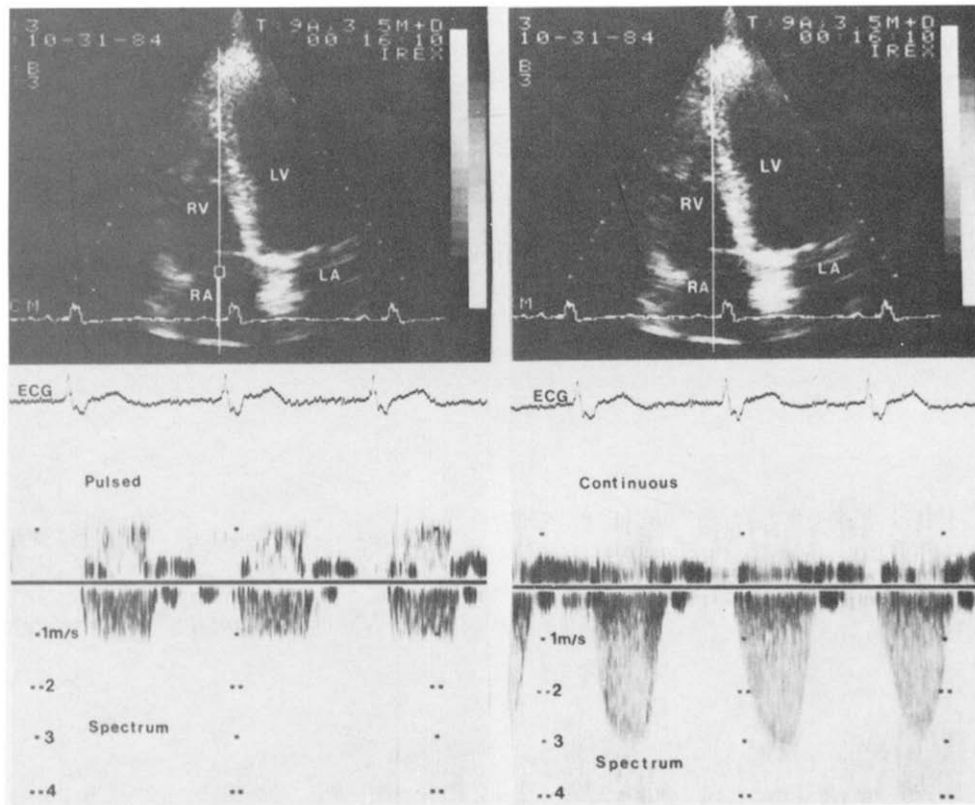 3
10-31-84
T:9A,3.5M+D
00'16'10
IREX
B
3
LV
RV
LA
RA
C M
ECG
Pulsed
1m/s
2
Spectrum
3
4
3
10-31-84
T:9A,3.5M+D
00'16'10
IREX
B
3
LV
RV
LA
RA
M
ECG
Continuous
1m/s
2
3
Spectrum
4